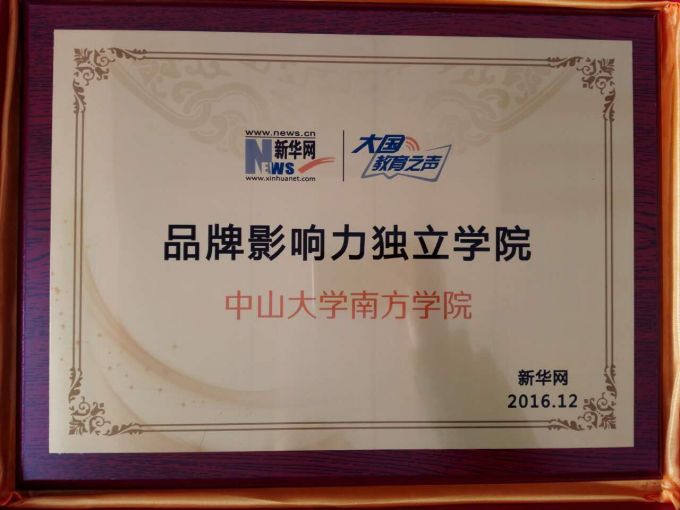 www.news.cn
新华网
NEWS
www.xinhuanet.com
大国
教育之声
品牌影响力独立学院
中山大学南方学院
新华网
2016.12